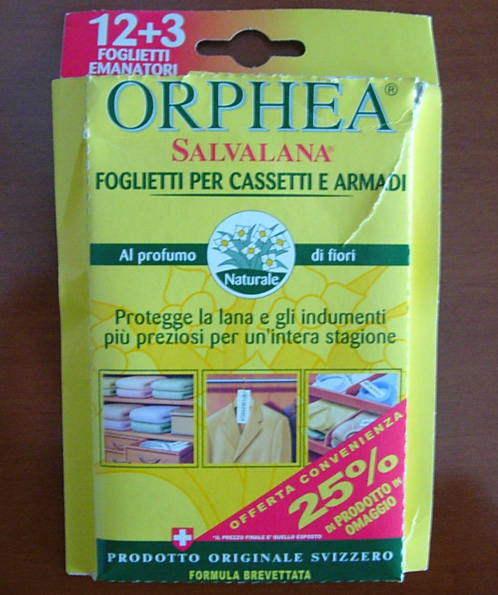 12+3
FOGLIETTI
EMANATORI
ORPHEA®
SALVALANA®
FOGLIETTI PER CASSETTI E ARMADI
Al profumo
di fiori
Naturale
Protegge la lana e gli indumenti
più preziosi per un'intera stagione
ORPHEA
OFFERTA CONVENIENZA
25%
DI PRODOTTO IN
OMAGGIO
*IL PREZZO FINALE E' QUELLO ESPOSTO
PRODOTTO ORIGINALE SVIZZERO
FORMULA BREVETTATA